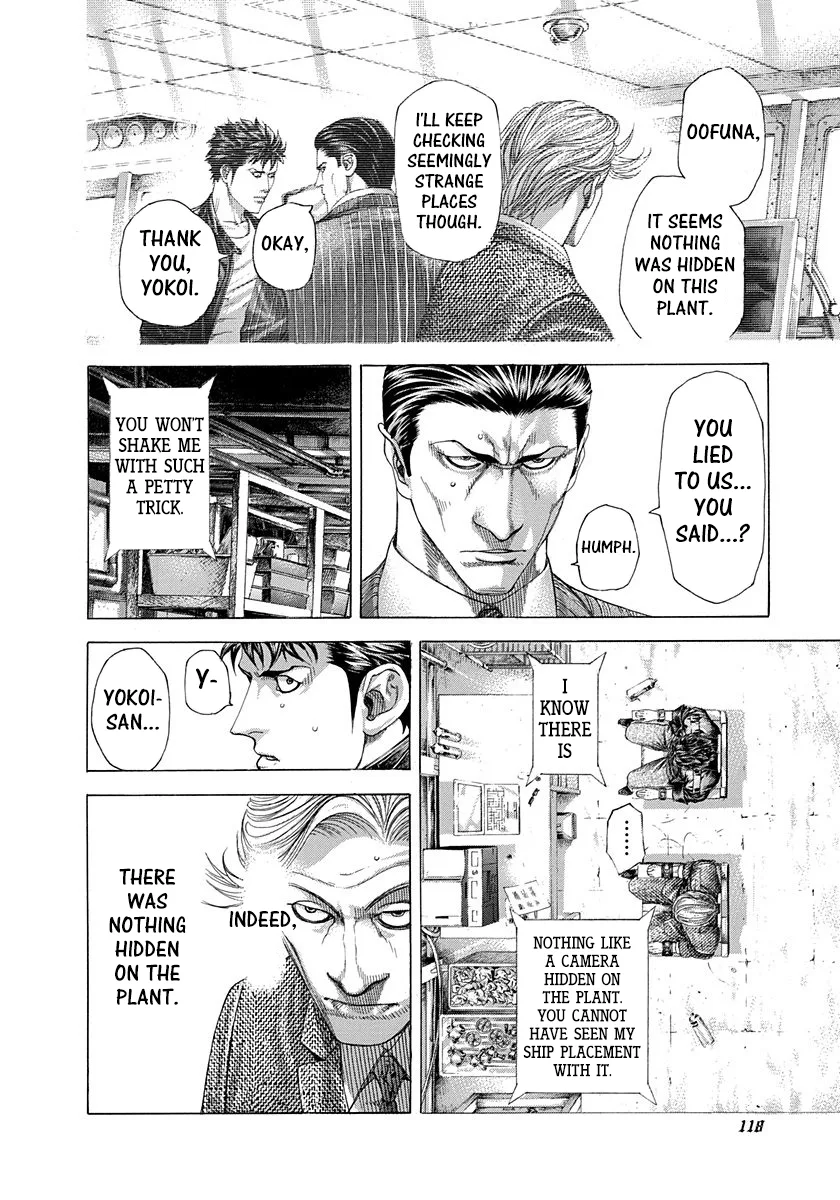 OOFUNA,
IT SEEMS
NOTHING
WAS HIDDEN
ON THIS
PLANT.
I'LL KEEP
CHECKING
SEEMINGLY
STRANGE
PLACES
THOUGH.
OKAY,
THANK
YOU,
YOKOI.
YOU
LIED
TO US...
YOU
SAID...?
HUMPH.
YOU WON'T
SHAKE ME
WITH SUCH
A PETTY
TRICK.
I
KNOW
THERE
IS
......
NOTHING LIKE
A CAMERA
HIDDEN ON
THE PLANT.
YOU CANNOT
HAVE SEEN MY
SHIP PLACEMENT
WITH IT.
Y-
YOKOI-
SAN...
INDEED,
THERE
WAS
NOTHING
HIDDEN
ON THE
PLANT.
118